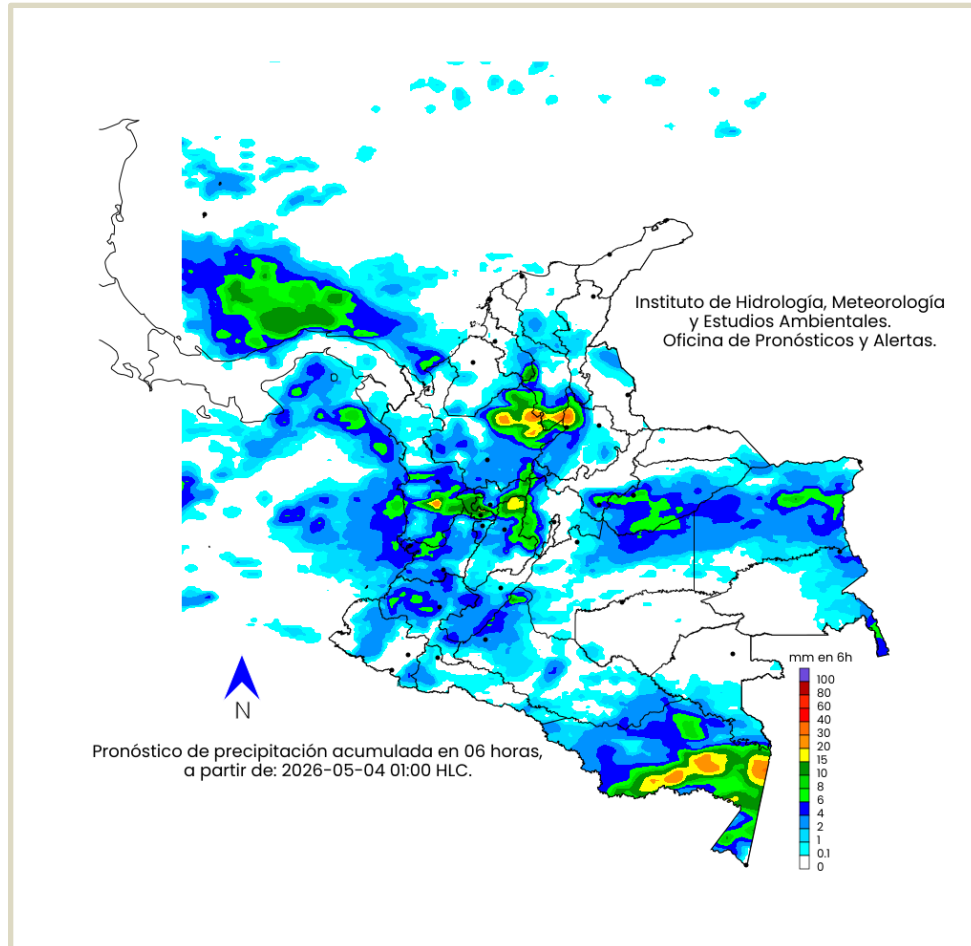 Instituto de Hidrología, Meteorología
y Estudios Ambientales.
Oficina de Pronósticos y Alertas.
N
Pronóstico de precipitación acumulada en 06 horas,
a partir de: 2026-05-04 01:00 HLC.
mm en 6h
100
80
60
40
30
20
15
10
8
6
4
2
1
0.1
0